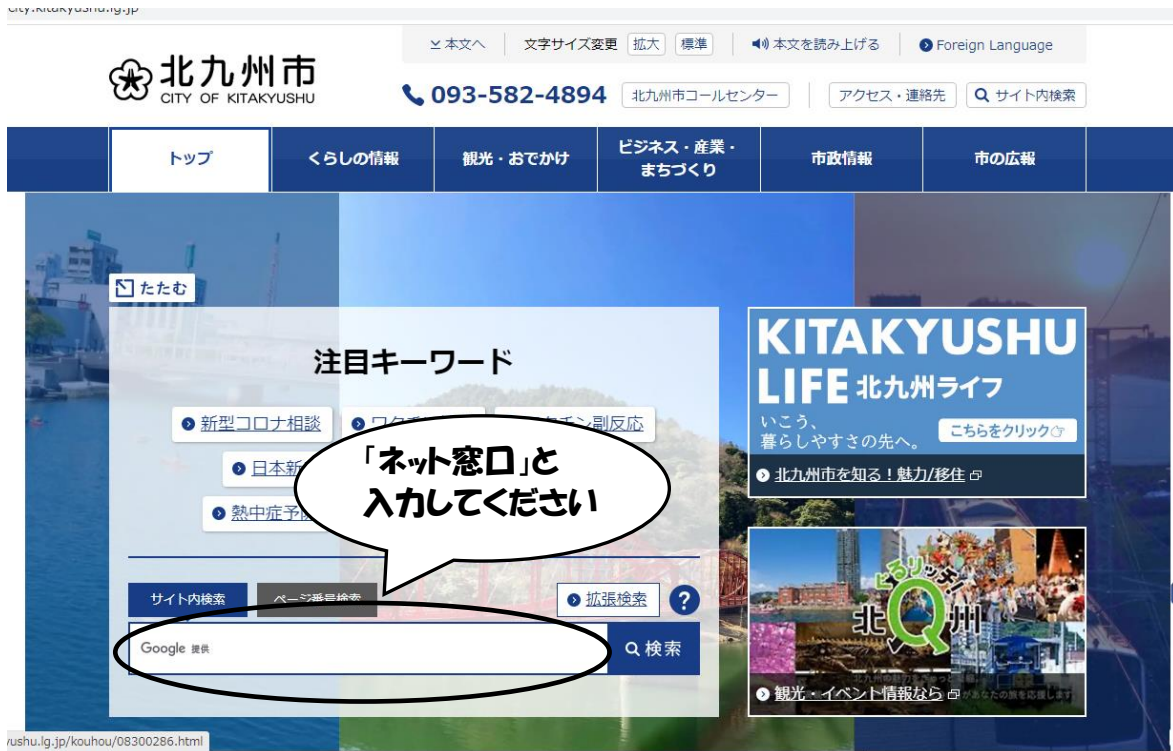 本文へ 文字サイズ変更 拡大 標準 本文を読み上げる Foreign Language
北九州市
CITY OF KITAKYUSHU
093-582-4894 北九州市コールセンター アクセス・連絡先 サイト内検索
トップ くらしの情報 観光・おでかけ ビジネス・産業・まちづくり 市政情報 市の広報
たたむ
注目キーワード
新型コロナ相談
副反応
日本新
熱中症予
「ネット窓口」と
入力してください
サイト内検索 ページ番号検索 拡張検索 ?
Google 提供 検索
KITAKYUSHU
LIFE 北九州ライフ
いこう、
暮らしやすさの先へ。
こちらをクリック
北九州市を知る!魅力/移住
とるリッチ!
北Q州
観光・イベント情報なら
yushu.lg.jp/kouhou/08300286.html